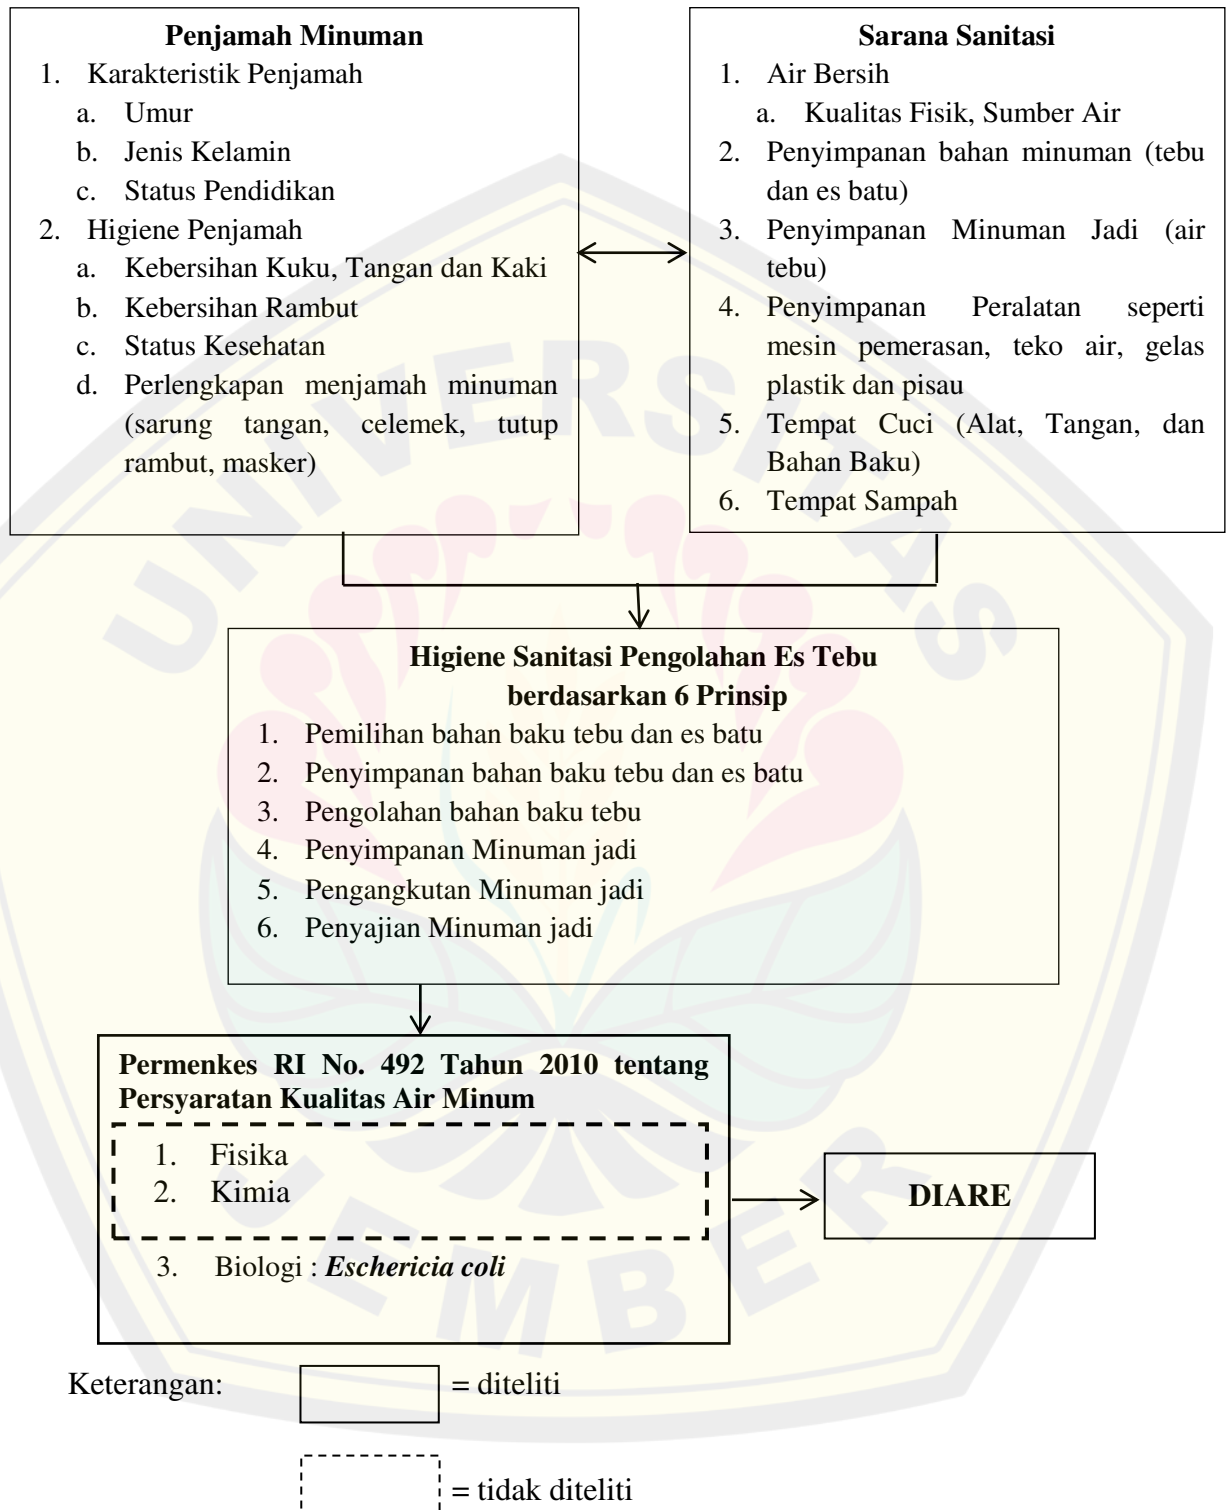 Penjamah Minuman
1. Karakteristik Penjamah
a. Umur
b. Jenis Kelamin
c. Status Pendidikan
2. Higiene Penjamah
a. Kebersihan Kuku, Tangan dan Kaki
b. Kebersihan Rambut
c. Status Kesehatan
d. Perlengkapan menjamah minuman
(sarung tangan, celemek, tutup
rambut, masker)
Sarana Sanitasi
1. Air Bersih
a. Kualitas Fisik, Sumber Air
2. Penyimpanan bahan minuman (tebu
dan es batu)
3. Penyimpanan Minuman Jadi (air
tebu)
4. Penyimpanan Peralatan seperti
mesin pemerasan, teko air, gelas
plastik dan pisau
5. Tempat Cuci (Alat, Tangan, dan
Bahan Baku)
6. Tempat Sampah
Higiene Sanitasi Pengolahan Es Tebu
berdasarkan 6 Prinsip
1. Pemilihan bahan baku tebu dan es batu
2. Penyimpanan bahan baku tebu dan es batu
3. Pengolahan bahan baku tebu
4. Penyimpanan Minuman jadi
5. Pengangkutan Minuman jadi
6. Penyajian Minuman jadi
Permenkes RI No. 492 Tahun 2010 tentang
Persyaratan Kualitas Air Minum
1. Fisika
2. Kimia
3. Biologi : Eschericia coli
DIARE
Keterangan:
= diteliti
= tidak diteliti
UNIVERSITAS
JEMBER